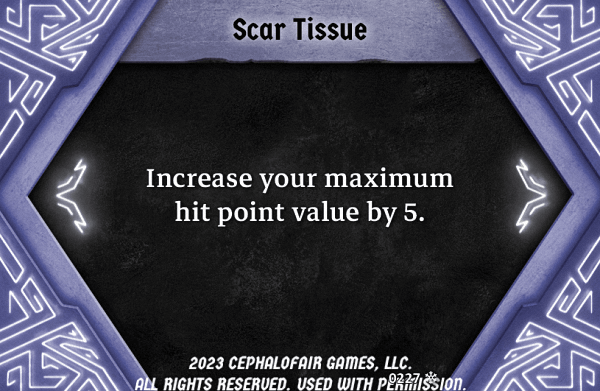 Scar Tissue
Increase your maximum
hit point value by 5.
2023 CEPHALOFAIR GAMES, LLC.
ALL RIGHTS RESERVED. USED WITH PERMISSION.
0227